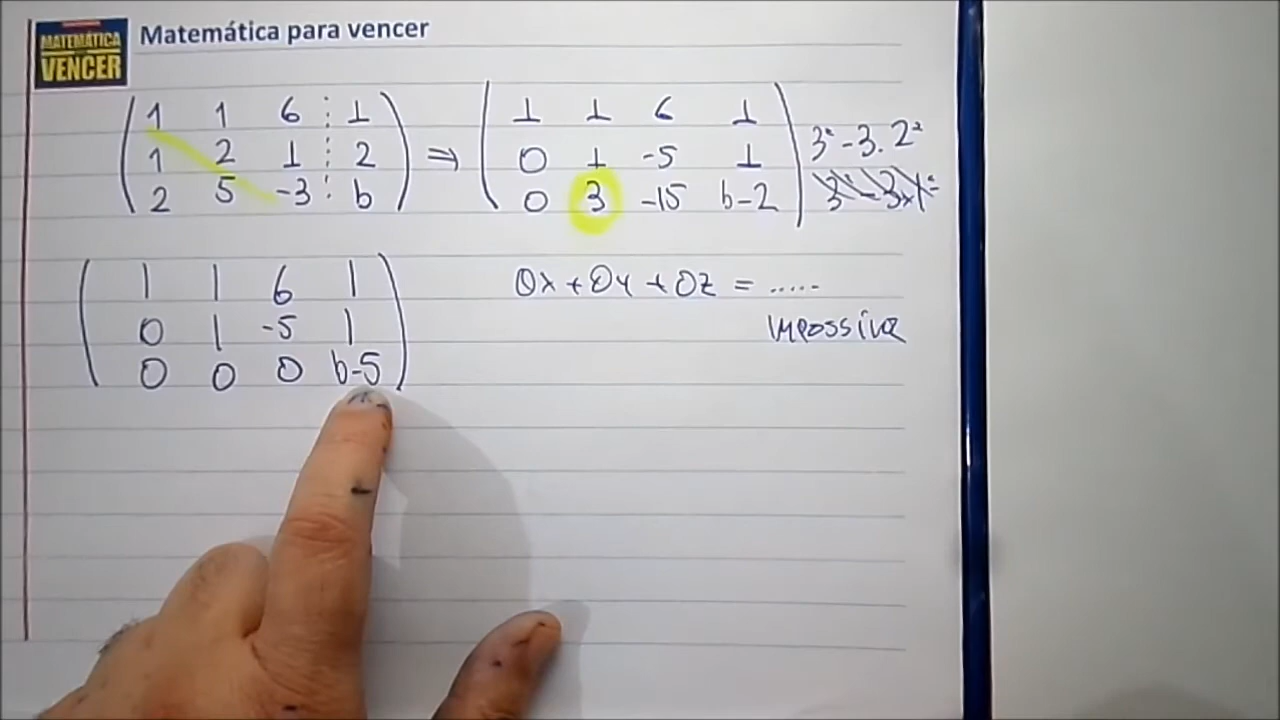 MATEMÁTICA
VENCER
Matemática para vencer
1 1 6 ⋮ 1
1 2 1 ⋮ 2
2 5 -3 ⋮ b
⇒
1 1 6 1
0 1 -5 1
0 3 -15 b-2
3ª - 3.2ª
1 1 6 1
0 1 -5 1
0 0 0 b-5
0x + 0y + 0z = .....